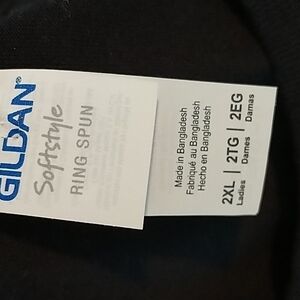 GILDAN®
Softstyle
RING SPUN
Made in Bangladesh
Fabriqué au Bangladesh
Hecho en Bangladesh
2XL | 2TG | 2EG
Ladies Dames Damas